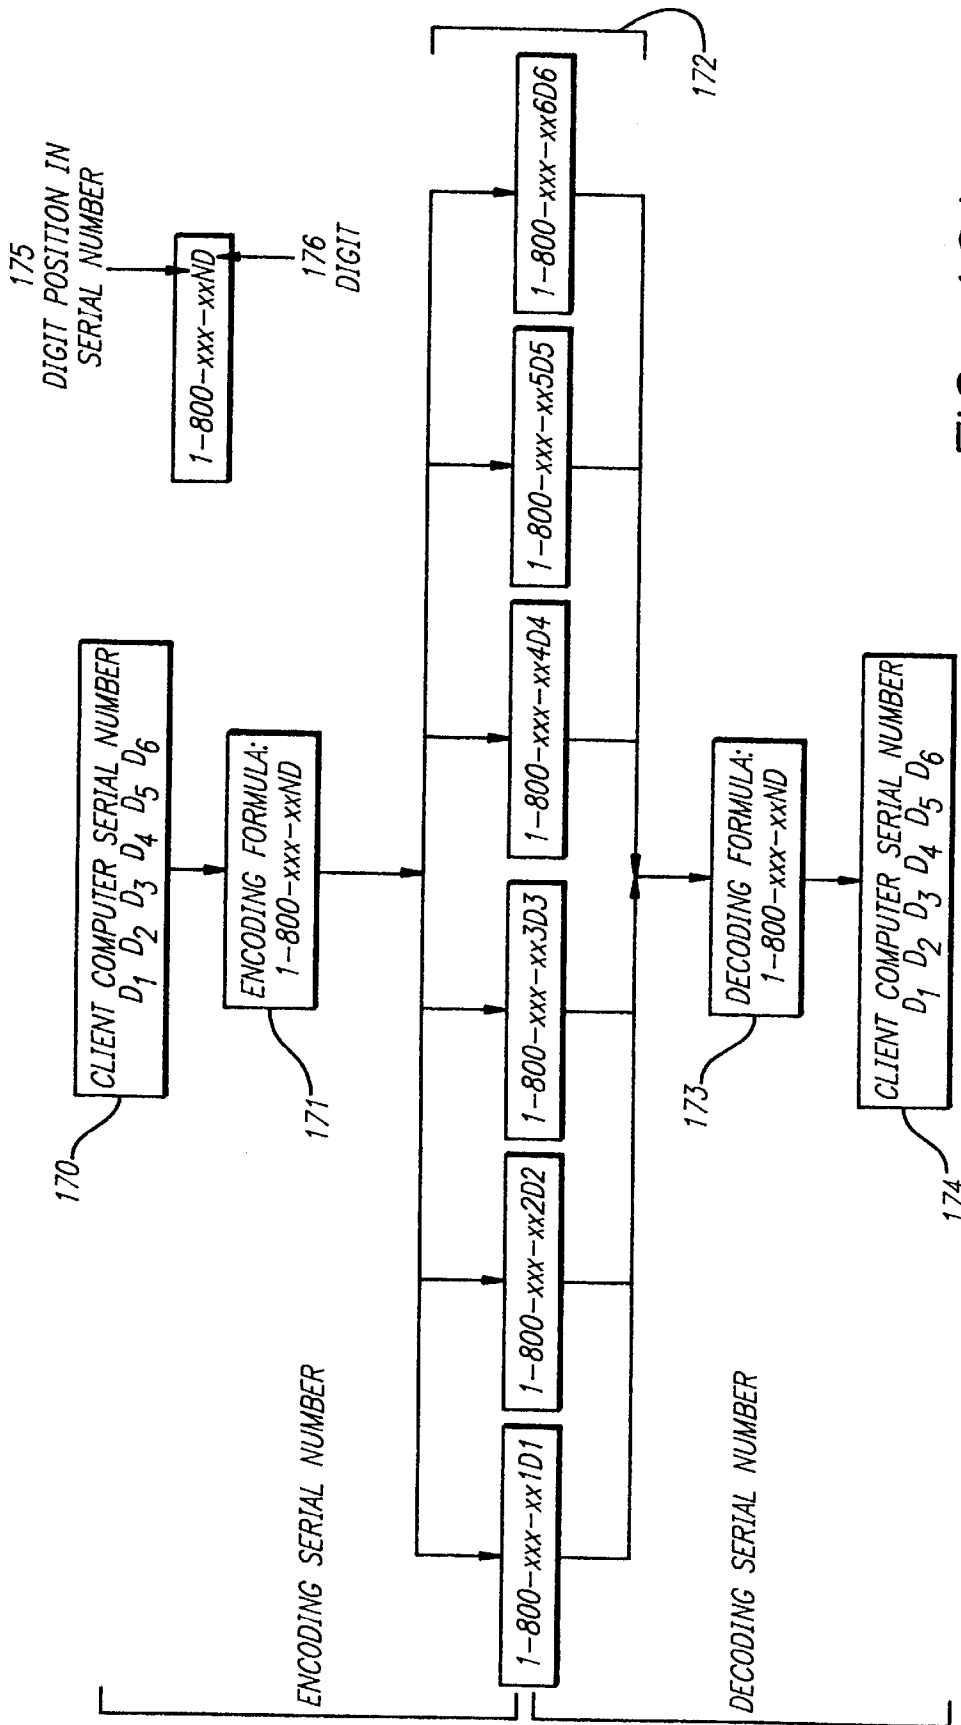 175
DIGIT POSITION IN
SERIAL NUMBER
1-800-xxx-xxND
176
DIGIT
170
CLIENT COMPUTER SERIAL NUMBER
D1 D2 D3 D4 D5 D6
171
ENCODING FORMULA:
1-800-xxx-xxND
ENCODING SERIAL NUMBER
172
1-800-xxx-xx1D1
1-800-xxx-xx2D2
1-800-xxx-xx3D3
1-800-xxx-xx4D4
1-800-xxx-xx5D5
1-800-xxx-xx6D6
DECODING SERIAL NUMBER
173
DECODING FORMULA:
1-800-xxx-xxND
174
CLIENT COMPUTER SERIAL NUMBER
D1 D2 D3 D4 D5 D6